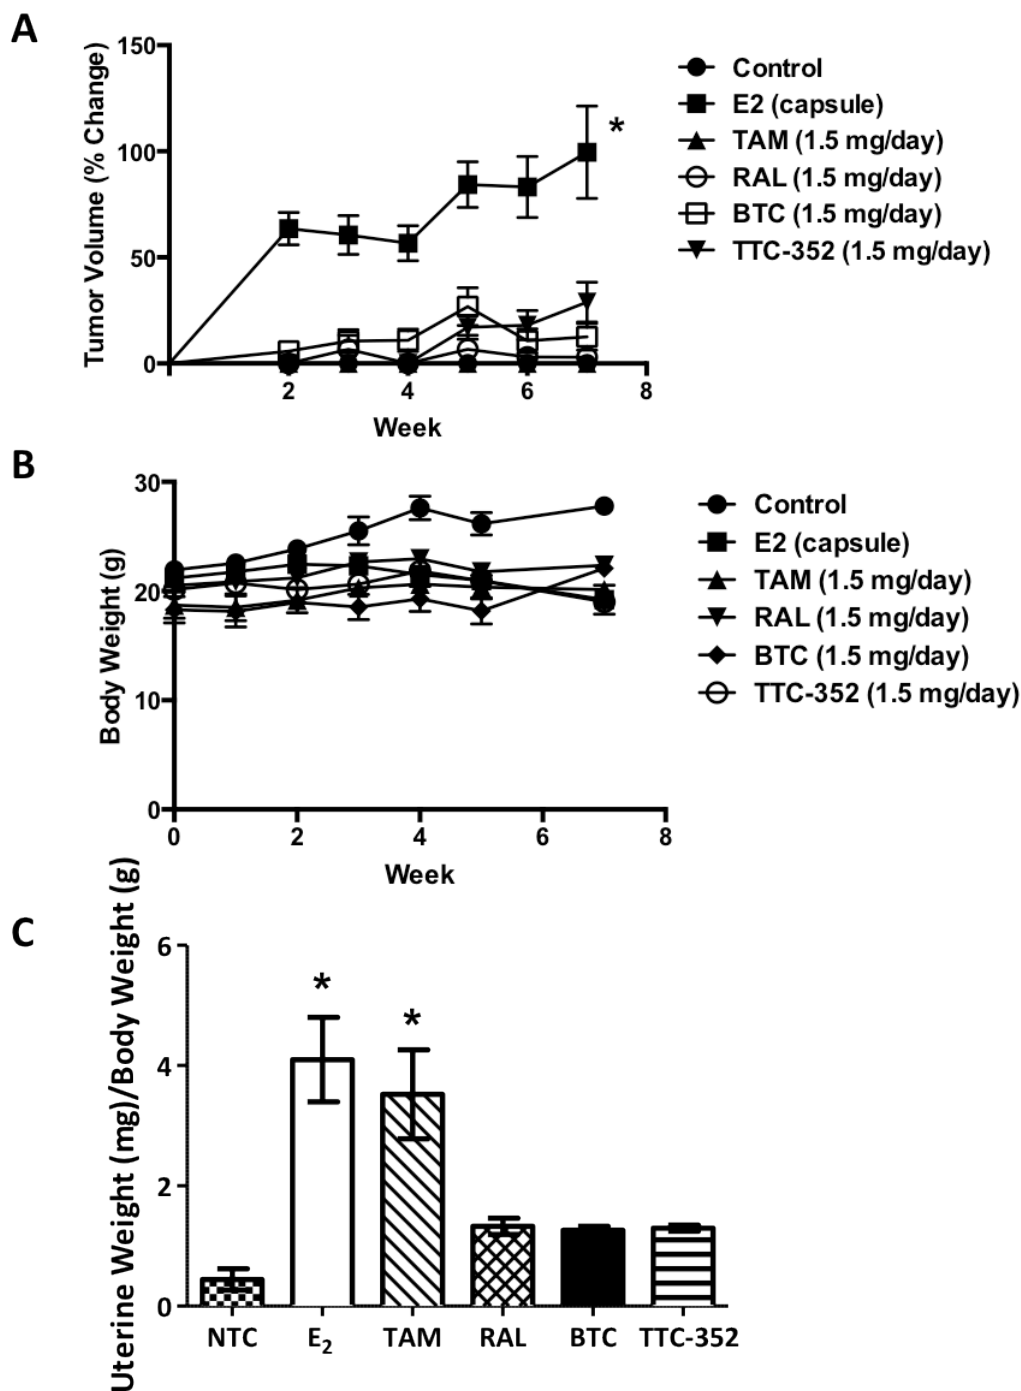 A
Tumor Volume (% Change)
150
100
50
0
2 4 6 8
Week
Control
E2 (capsule)
TAM (1.5 mg/day)
RAL (1.5 mg/day)
BTC (1.5 mg/day)
TTC-352 (1.5 mg/day)
*
B
Body Weight (g)
30
20
10
0
0 2 4 6 8
Week
Control
E2 (capsule)
TAM (1.5 mg/day)
RAL (1.5 mg/day)
BTC (1.5 mg/day)
TTC-352 (1.5 mg/day)
C
Uterine Weight (mg)/Body Weight (g)
6
4
2
0
* *
NTC E₂ TAM RAL BTC TTC-352